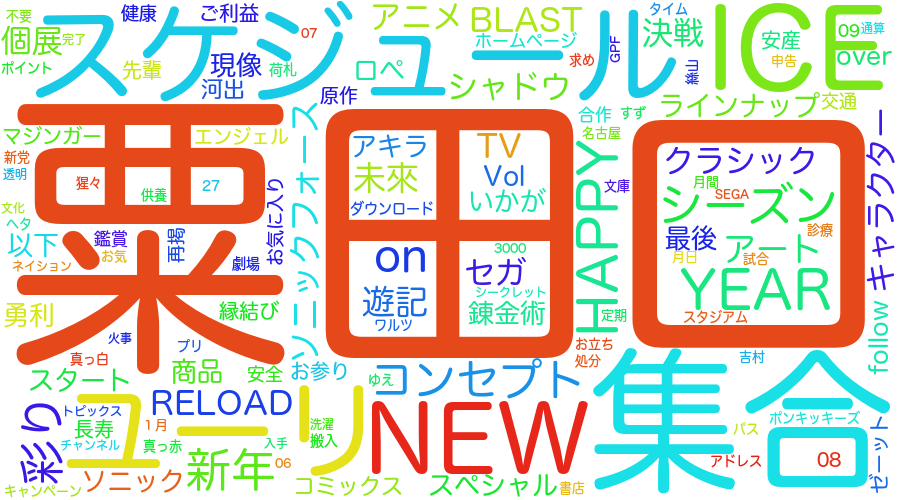 不要
健康
ご利益
07
アニメ
BLAST
タイム
ICE
09
通算
個展
完了
スケジュール
ホームページ
決戦
GPF
安産
over
ポイント
先輩
現像
荷札
ロペ
求め
申告
河出
シャドウ
原作
合作
すず
ラインナップ
交通
栗田口
マジンガー
エンジェル
名古屋
新党
透明
猩々
27
供養
アキラ
TV
未來
Vol
いかが
ダウンロード
文庫
クラシック
月間
SEGA
シーズン
文化
ヘタ
以下
鑑賞
お気
再掲
劇場
お気に入り
ソニックフォース
HAPPY
キャラクター
ネイション
on
3000
セガ
シークレット
遊記
錬金術
ワルツ
最後
アート
診療
月日
試合
YEAR
スタジアム
勇利
縁結び
定期
follow
火事
プリ
真っ白
お立ち
処分
吉村
スタート
商品
安全
お参り
ゆえ
コンセプト
集合
彩り
トピックス
長寿
チャンネル
1月
真っ赤
ユーリ
RELOAD
入手
洗濯
搬入
NEW
ポンキッキーズ
パス
ゼーット
アドレス
08
キャンペーン
ソニック
新年
06
コミックス
スペシャル
書店